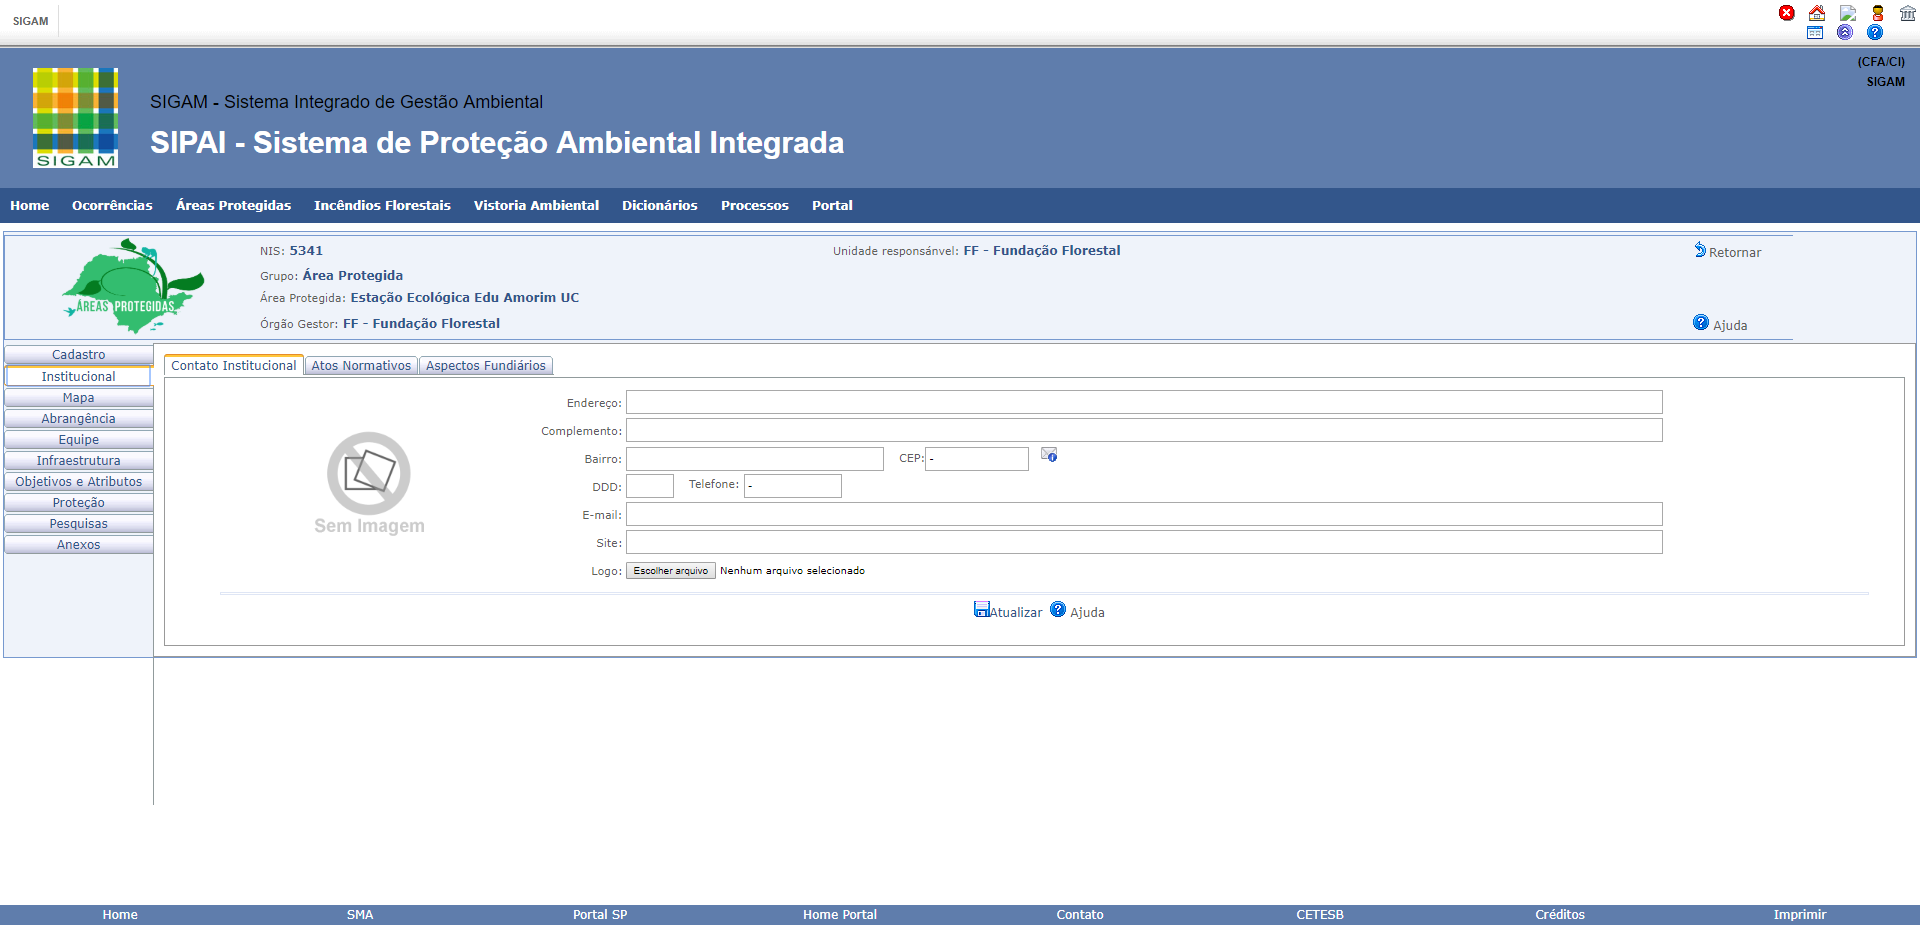 SIGAM
(CFA/CI)
SIGAM
SIGAM
SIGAM - Sistema Integrado de Gestão Ambiental
SIPAI - Sistema de Proteção Ambiental Integrada
Home Ocorrências Áreas Protegidas Incêndios Florestais Vistoria Ambiental Dicionários Processos Portal
ÁREAS PROTEGIDAS
NIS: 5341 Unidade responsánvel: FF - Fundação Florestal Retornar
Grupo: Área Protegida
Área Protegida: Estação Ecológica Edu Amorim UC
Órgão Gestor: FF - Fundação Florestal Ajuda
Cadastro
Institucional
Mapa
Abrangência
Equipe
Infraestrutura
Objetivos e Atributos
Proteção
Pesquisas
Anexos
Contato Institucional Atos Normativos Aspectos Fundiários
Sem Imagem
Endereço:
Complemento:
Bairro: CEP: -
DDD: Telefone: -
E-mail:
Site:
Logo: Escolher arquivo Nenhum arquivo selecionado
Atualizar Ajuda
Home SMA Portal SP Home Portal Contato CETESB Créditos Imprimir